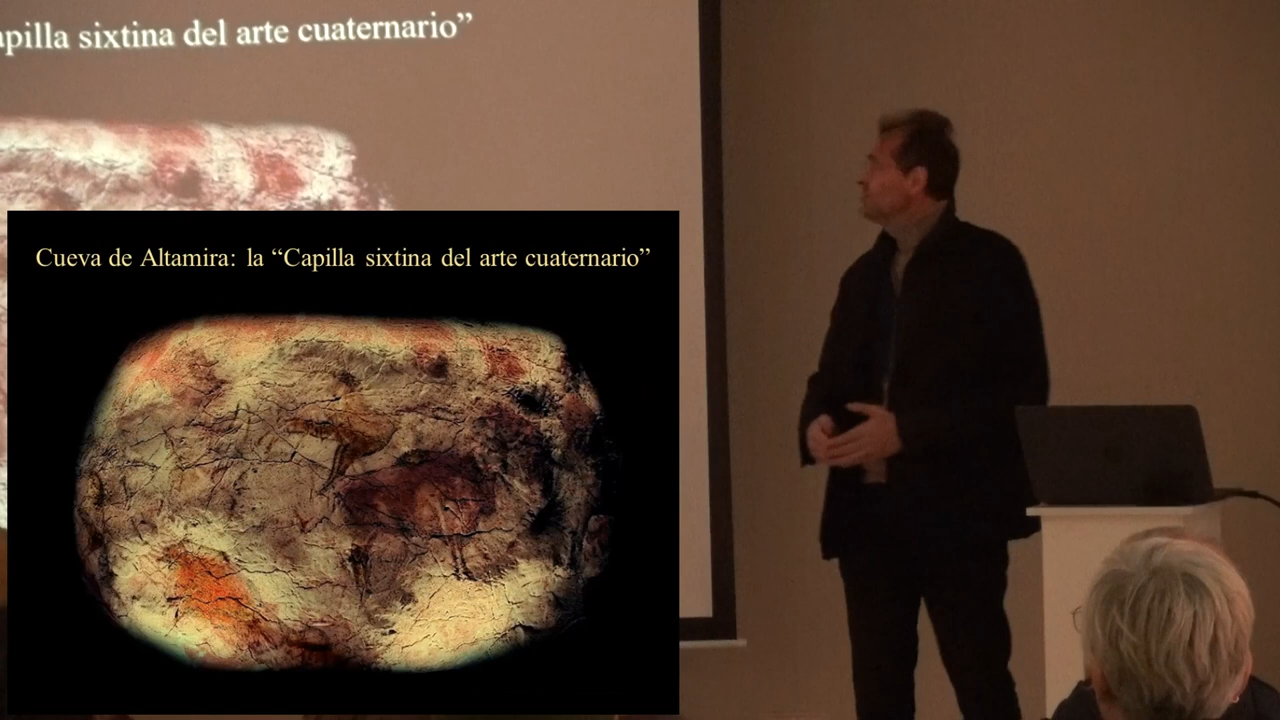 apilla sixtina del arte cuaternario”
Cueva de Altamira: la “Capilla sixtina del arte cuaternario”